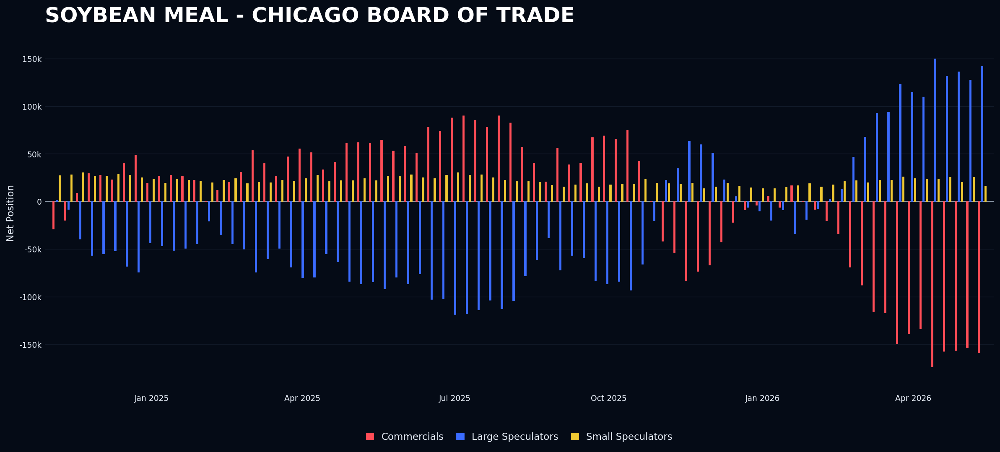 SOYBEAN MEAL - CHICAGO BOARD OF TRADE
Net Position
150k
100k
50k
0
-50k
-100k
-150k
Jan 2025 Apr 2025 Jul 2025 Oct 2025 Jan 2026 Apr 2026
Commercials Large Speculators Small Speculators